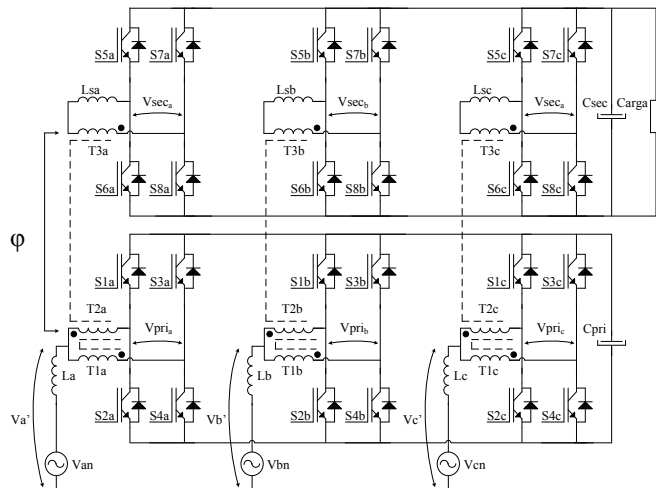 S5a S7a S5b S7b S5c S7c
Lsa Lsb Lsc
Vsec_a Vsec_b Vsec_a Csec Carga
T3a T3b T3c
S6a S8a S6b S8b S6c S8c
φ
S1a S3a S1b S3b S1c S3c
T2a T2b T2c
Vpri_a Vpri_b Vpri_c Cpri
T1a T1b T1c
La Lb Lc
Va' S2a S4a Vb' S2b S4b Vc' S2c S4c
Van Vbn Vcn